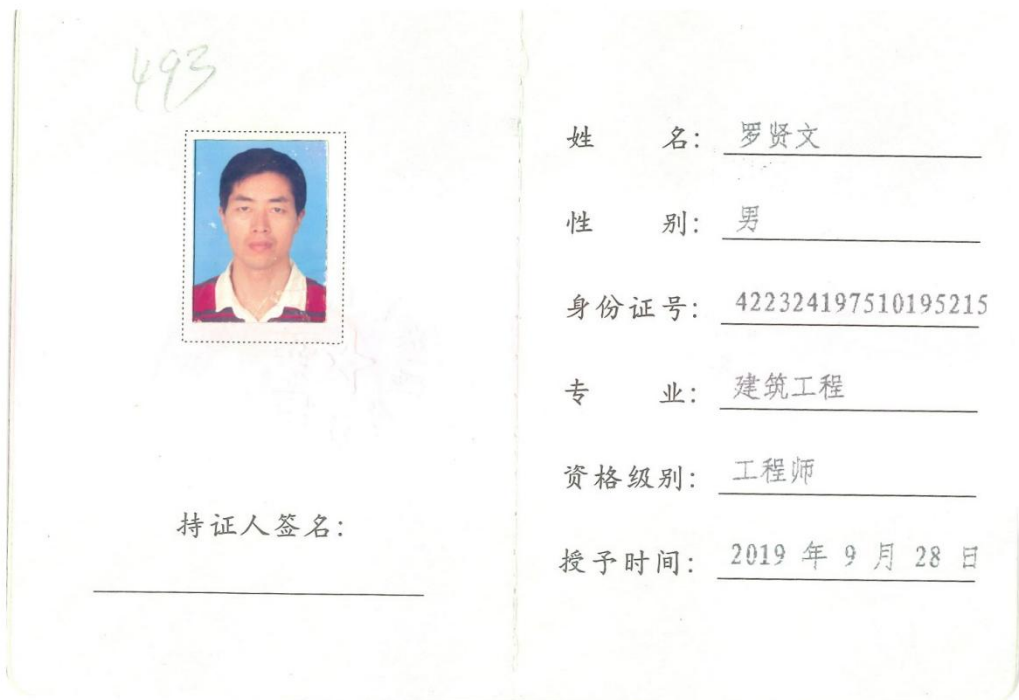 493
持证人签名：
姓 名： 罗贤文
性 别： 男
身份证号： 422324197510195215
专 业： 建筑工程
资格级别： 工程师
授予时间： 2019 年 9 月 28 日